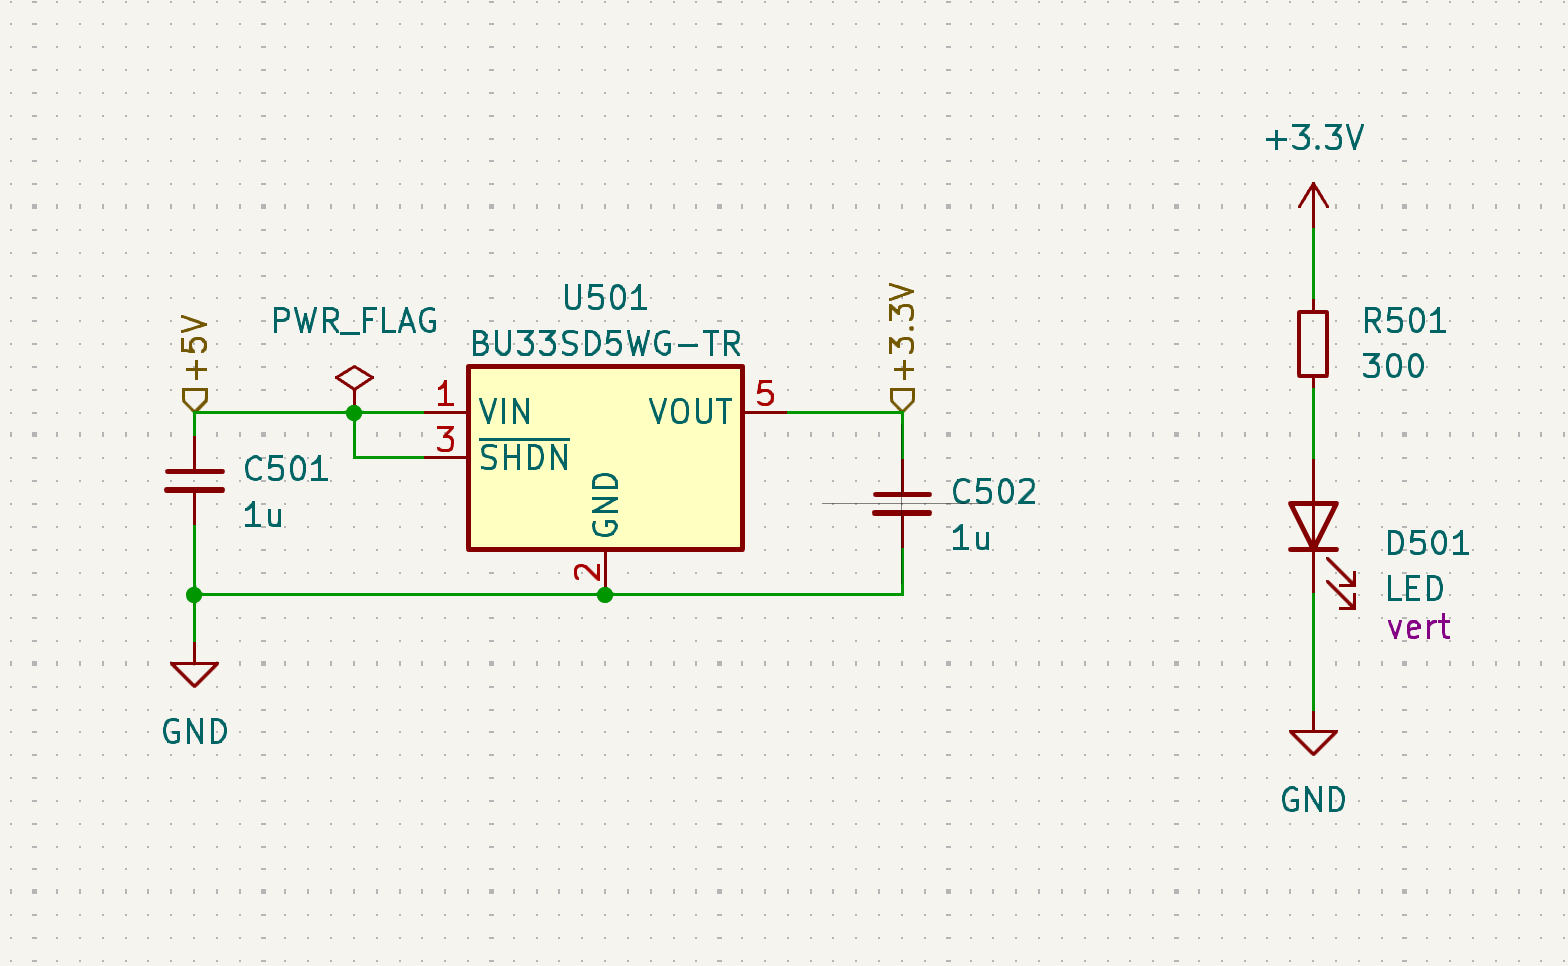 +5V
PWR_FLAG
U501
BU33SD5WG-TR
1
VIN
3
SHDN
VOUT
5
GND
2
+3.3V
C501
1u
C502
1u
GND
+3.3V
R501
300
D501
LED
vert
GND